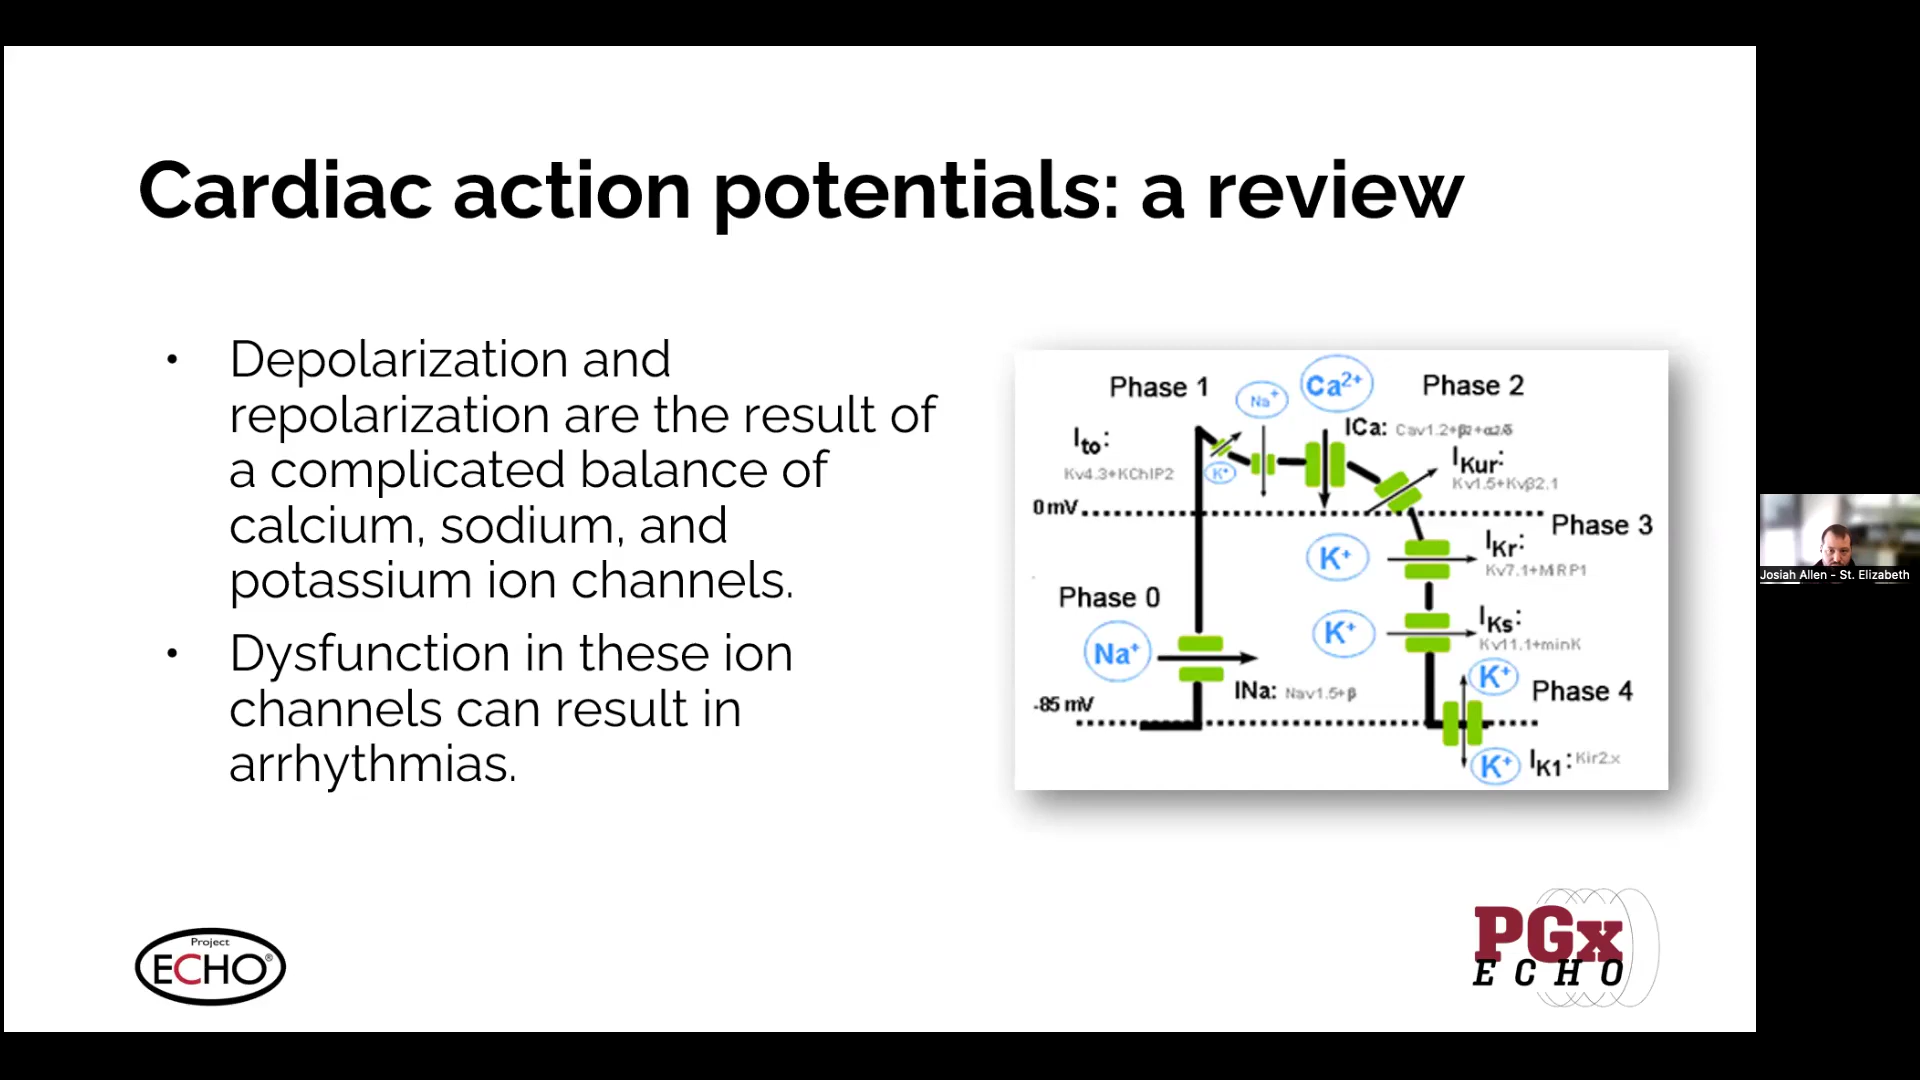 Cardiac action potentials: a review
• Depolarization and
repolarization are the result of
a complicated balance of
calcium, sodium, and
potassium ion channels.
• Dysfunction in these ion
channels can result in
arrhythmias.
Phase 1
Na+
Ca2+
Phase 2
Ito:
Kv4.3+KChIP2
K+
ICa: Cav1.2+β2+α2δ
IKur:
Kv1.5+Kvβ2.1
0 mV
Phase 3
K+
IKr:
Kv7.1+MiRP1
Phase 0
Na+
K+
IKs:
Kv11.1+minK
INa: Nav1.5+β
K+
Phase 4
-85 mV
K+
IK1: Kir2.x
Project
ECHO®
PGx
ECHO
Josiah Allen - St. Elizabeth